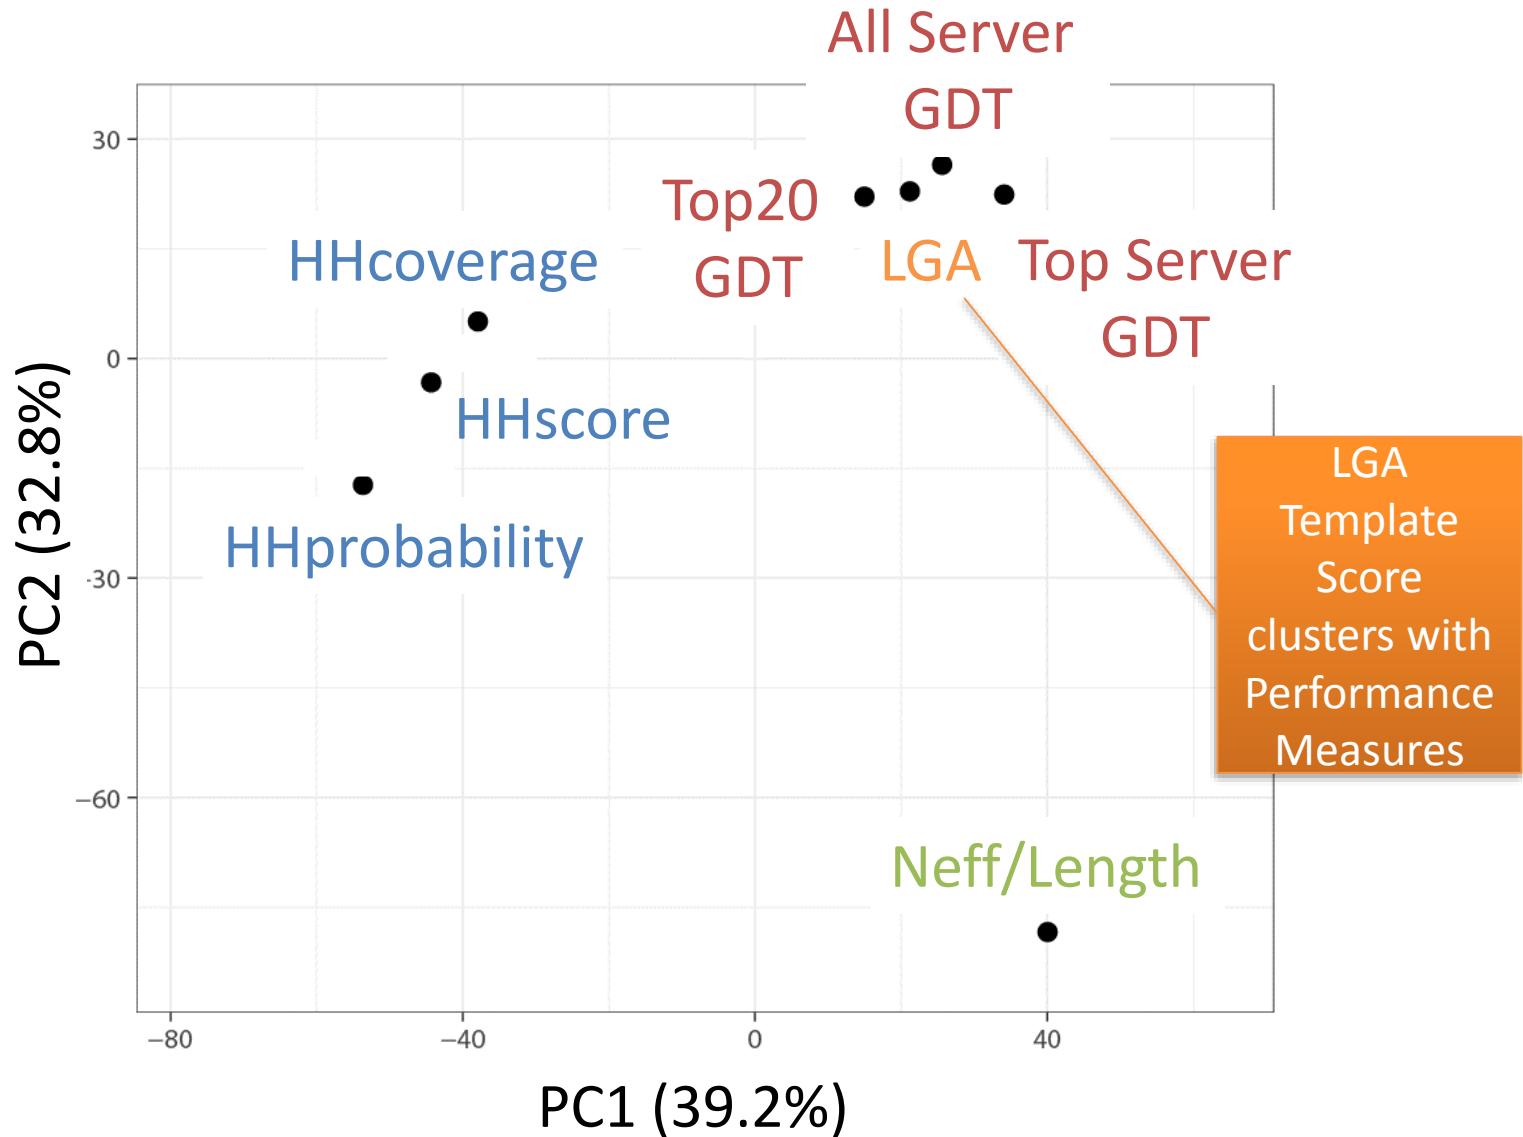 All Server
GDT
Top20
GDT
LGA
Top Server
GDT
HHcoverage
HHscore
HHprobability
LGA
Template
Score
clusters with
Performance
Measures
Neff/Length
PC2 (32.8%)
30
0
-30
−60
−80
−40
0
40
PC1 (39.2%)